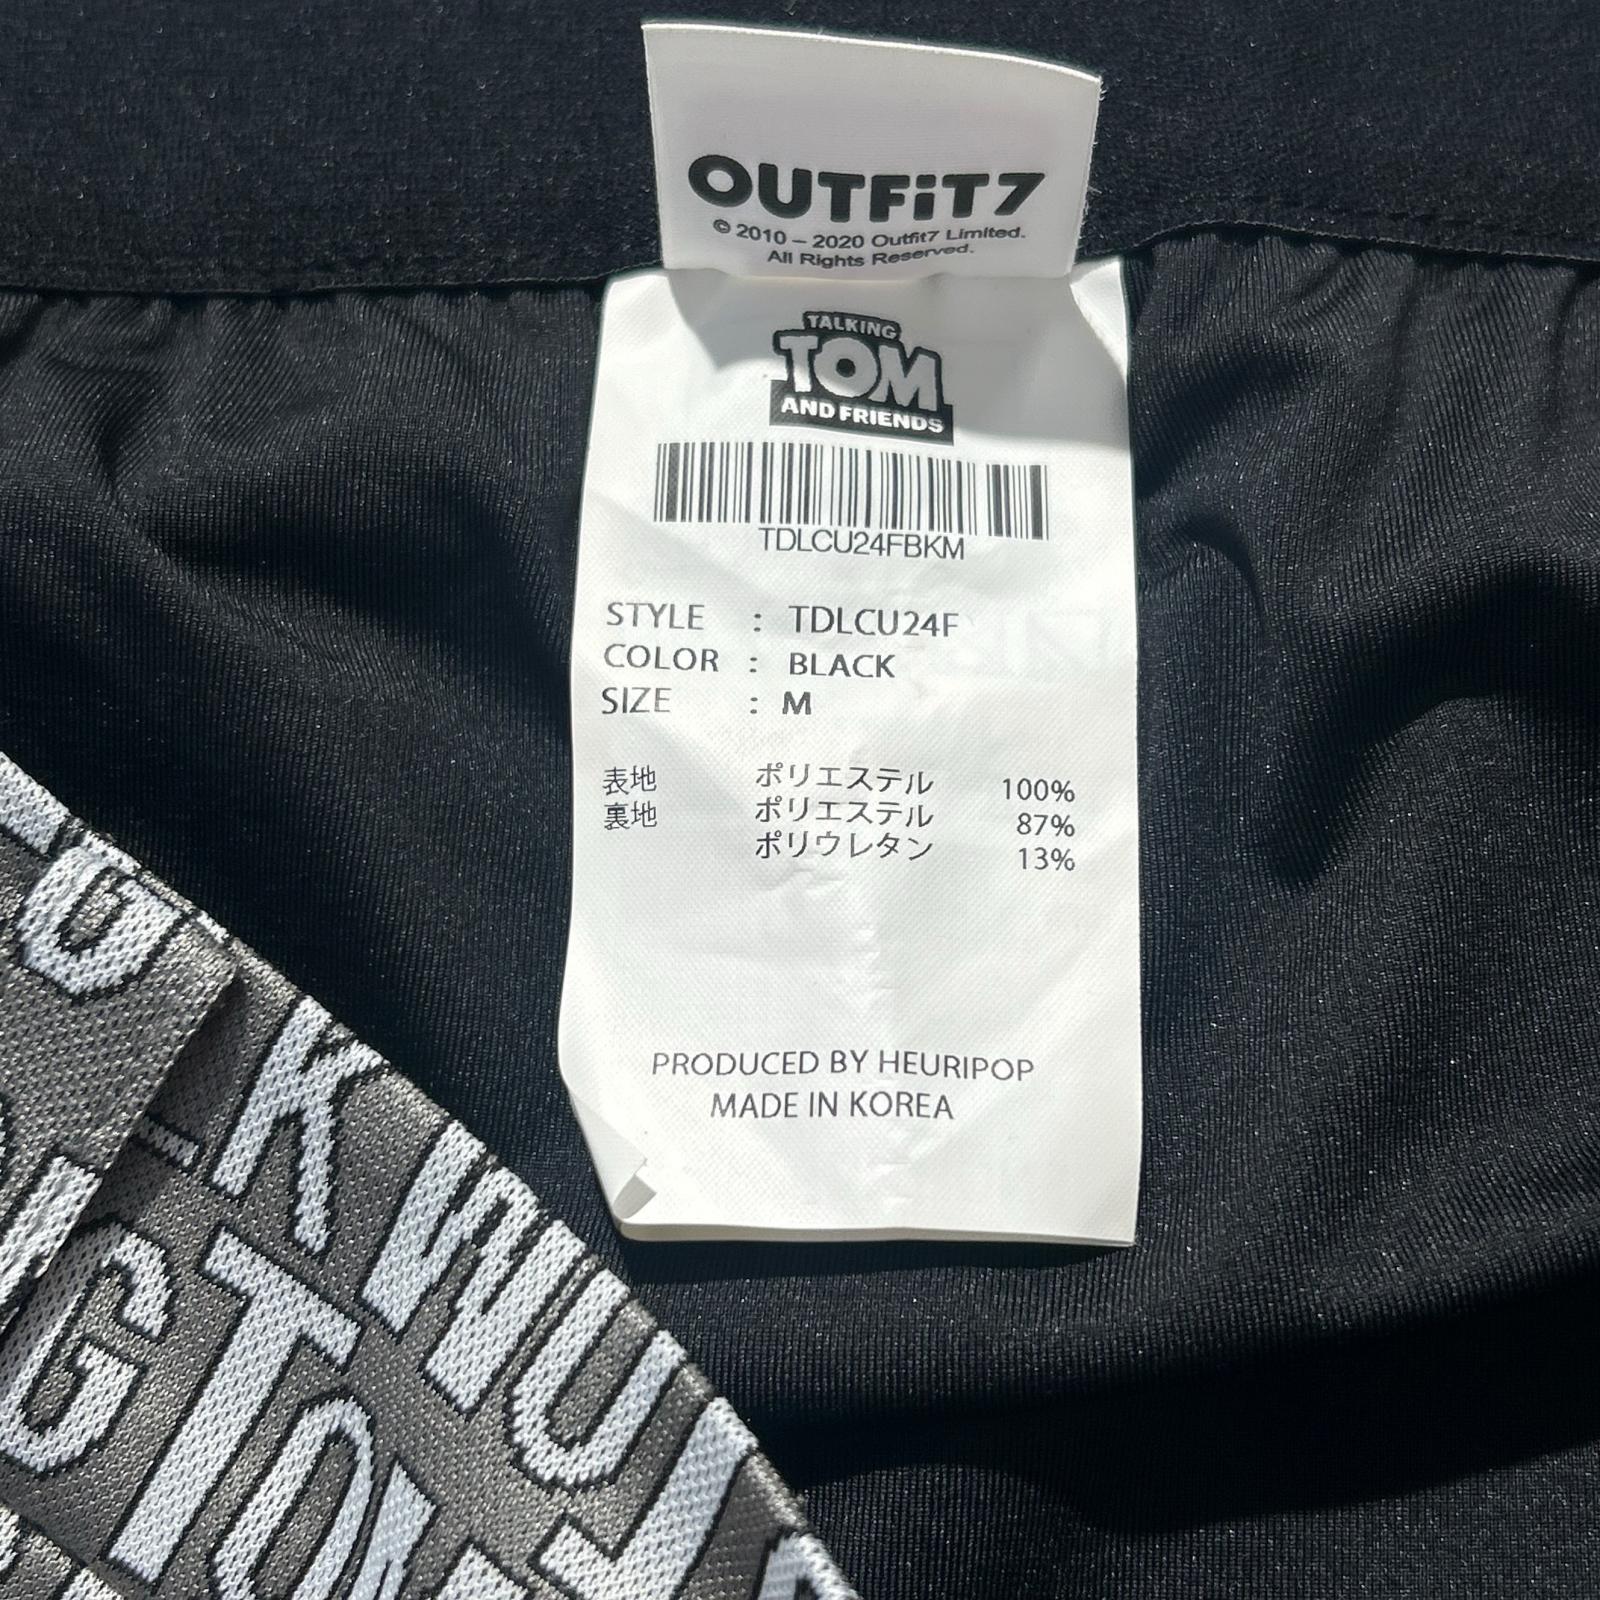 OUTFiT7
© 2010 – 2020 Outfit7 Limited.
All Rights Reserved.
TALKING
TOM
AND FRIENDS
TDLCU24FBKM
STYLE : TDLCU24F
COLOR : BLACK
SIZE : M
表地 ポリエステル 100%
裏地 ポリエステル 87%
ポリウレタン 13%
PRODUCED BY HEURIPOP
MADE IN KOREA